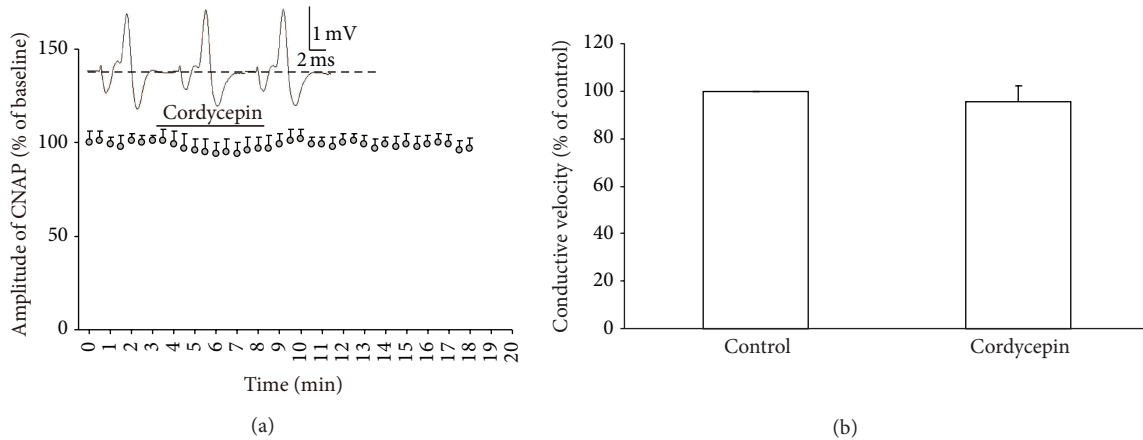 150
100
50
0
Amplitude of CNAP (% of baseline)
1 mV
2 ms
Cordycepin
0 1 2 3 4 5 6 7 8 9 10 11 12 13 14 15 16 17 18 19 20
Time (min)
(a)
120
100
80
60
40
20
0
Conductive velocity (% of control)
Control Cordycepin
(b)